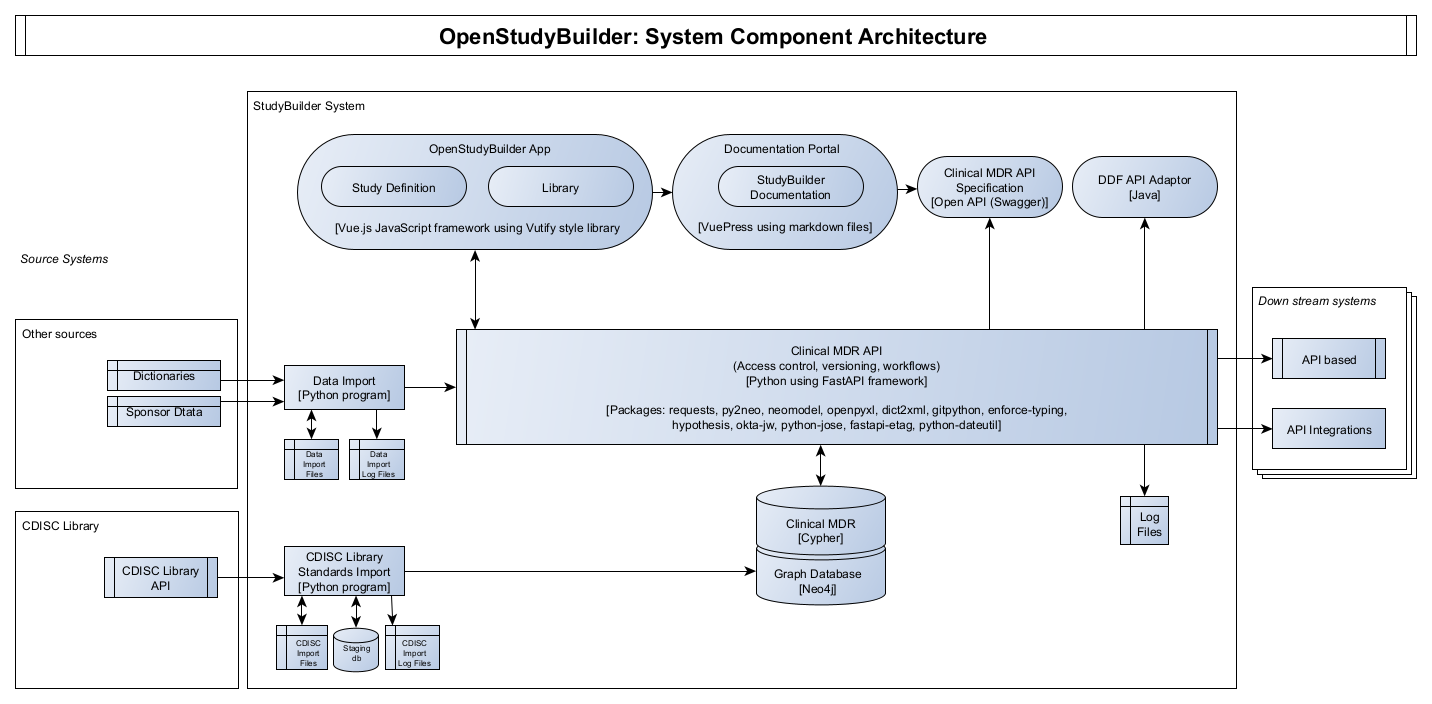 OpenStudyBuilder: System Component Architecture
StudyBuilder System
OpenStudyBuilder App
Study Definition
Library
[Vue.js JavaScript framework using Vutify style library
Documentation Portal
StudyBuilder
Documentation
[VuePress using markdown files]
Clinical MDR API
Specification
[Open API (Swagger)]
DDF API Adaptor
[Java]
Source Systems
Other sources
Dictionaries
Sponsor Dtata
Data Import
[Python program]
Data
Import
Files
Data
Import
Log Files
Clinical MDR API
(Access control, versioning, workflows)
[Python using FastAPI framework]
[Packages: requests, py2neo, neomodel, openpyxl, dict2xml, gitpython, enforce-typing,
hypothesis, okta-jw, python-jose, fastapi-etag, python-dateutil]
Down stream systems
API based
API Integrations
Log
Files
Clinical MDR
[Cypher]
Graph Database
[Neo4j]
CDISC Library
CDISC Library
API
CDISC Library
Standards Import
[Python program]
CDISC
Import
Files
Staging
db
CDISC
Import
Log Files